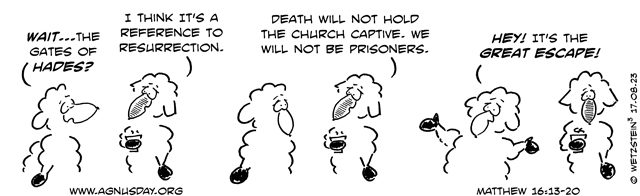 WAIT...THE
GATES OF
HADES?
I THINK IT'S A
REFERENCE TO
RESURRECTION.
DEATH WILL NOT HOLD
THE CHURCH CAPTIVE. WE
WILL NOT BE PRISONERS.
HEY! IT'S THE
GREAT ESCAPE!
WWW.AGNUSDAY.ORG
MATTHEW 16:13-20
© WETZSTEIN³ 17.08.23